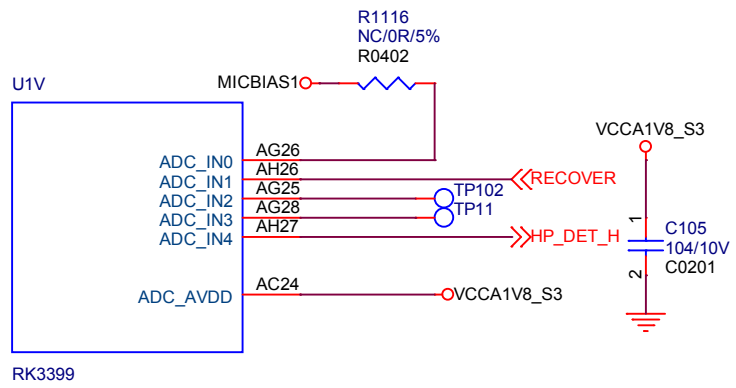 R1116
NC/0R/5%
R0402
MICBIAS1
U1V
VCCA1V8_S3
ADC_IN0 AG26
ADC_IN1 AH26 RECOVER
ADC_IN2 AG25 TP102
ADC_IN3 AG28 TP11
ADC_IN4 AH27 HP_DET_H
1
C105
104/10V
C0201
2
ADC_AVDD AC24 VCCA1V8_S3
RK3399